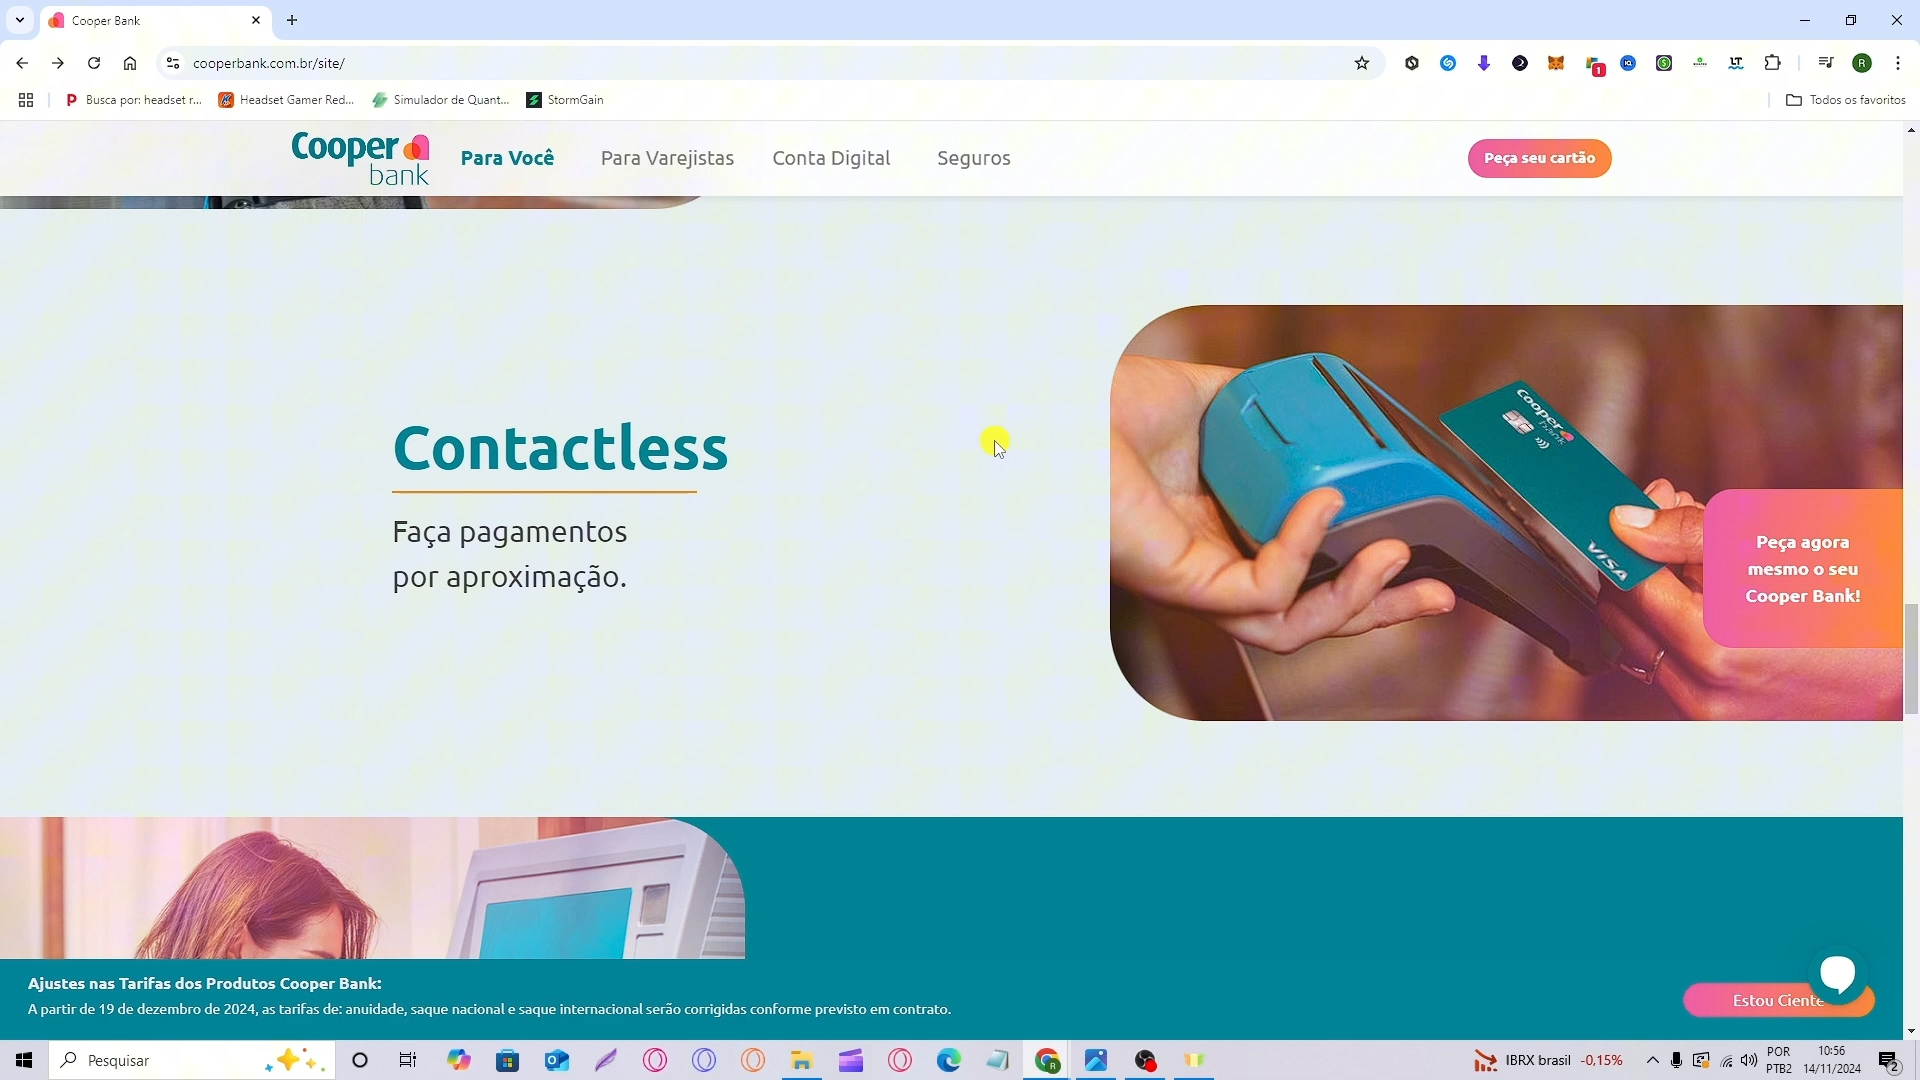 Cooper Bank
cooperbank.com.br/site/
1
R
Busca por: headset r...
Headset Gamer Red...
Simulador de Quant...
StormGain
Todos os favoritos
Cooper
bank
Para Você
Para Varejistas
Conta Digital
Seguros
Peça seu cartão
Contactless
Faça pagamentos
por aproximação.
Cooper
bank
VISA
Peça agora
mesmo o seu
Cooper Bank!
Ajustes nas Tarifas dos Produtos Cooper Bank:
A partir de 19 de dezembro de 2024, as tarifas de: anuidade, saque nacional e saque internacional serão corrigidas conforme previsto em contrato.
Estou Ciente
Pesquisar
IBRX brasil -0,15%
POR
PTB2
10:56
14/11/2024
2